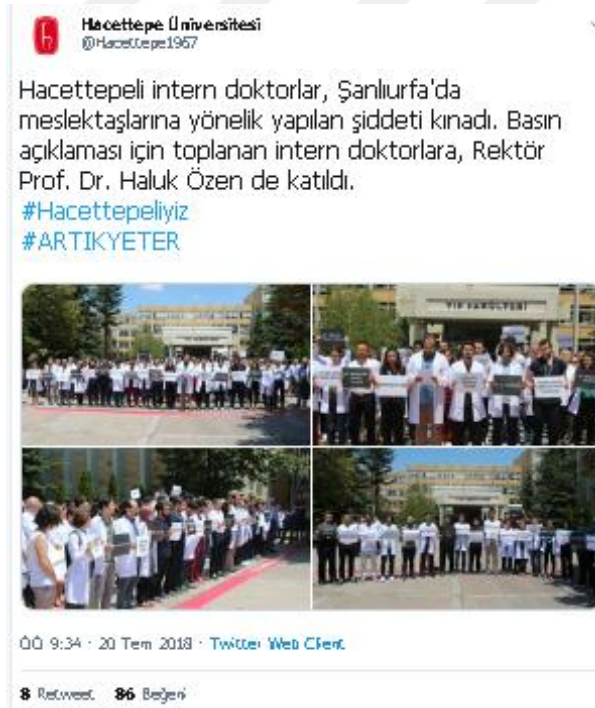 Hacettepe Üniversitesi
@Hacettepe1967
Hacettepeli intern doktorlar, Şanlıurfa'da
meslektaşlarına yönelik yapılan şiddeti kınadı. Basın
açıklaması için toplanan intern doktorlara, Rektör
Prof. Dr. Haluk Özen de katıldı.
#Hacettepeliyiz
#ARTIKYETER
TIP FAKÜLTESİ
ÖÖ 9:34 · 20 Tem 2018 · Twitter Web Client
8 Retweet 86 Beğeni